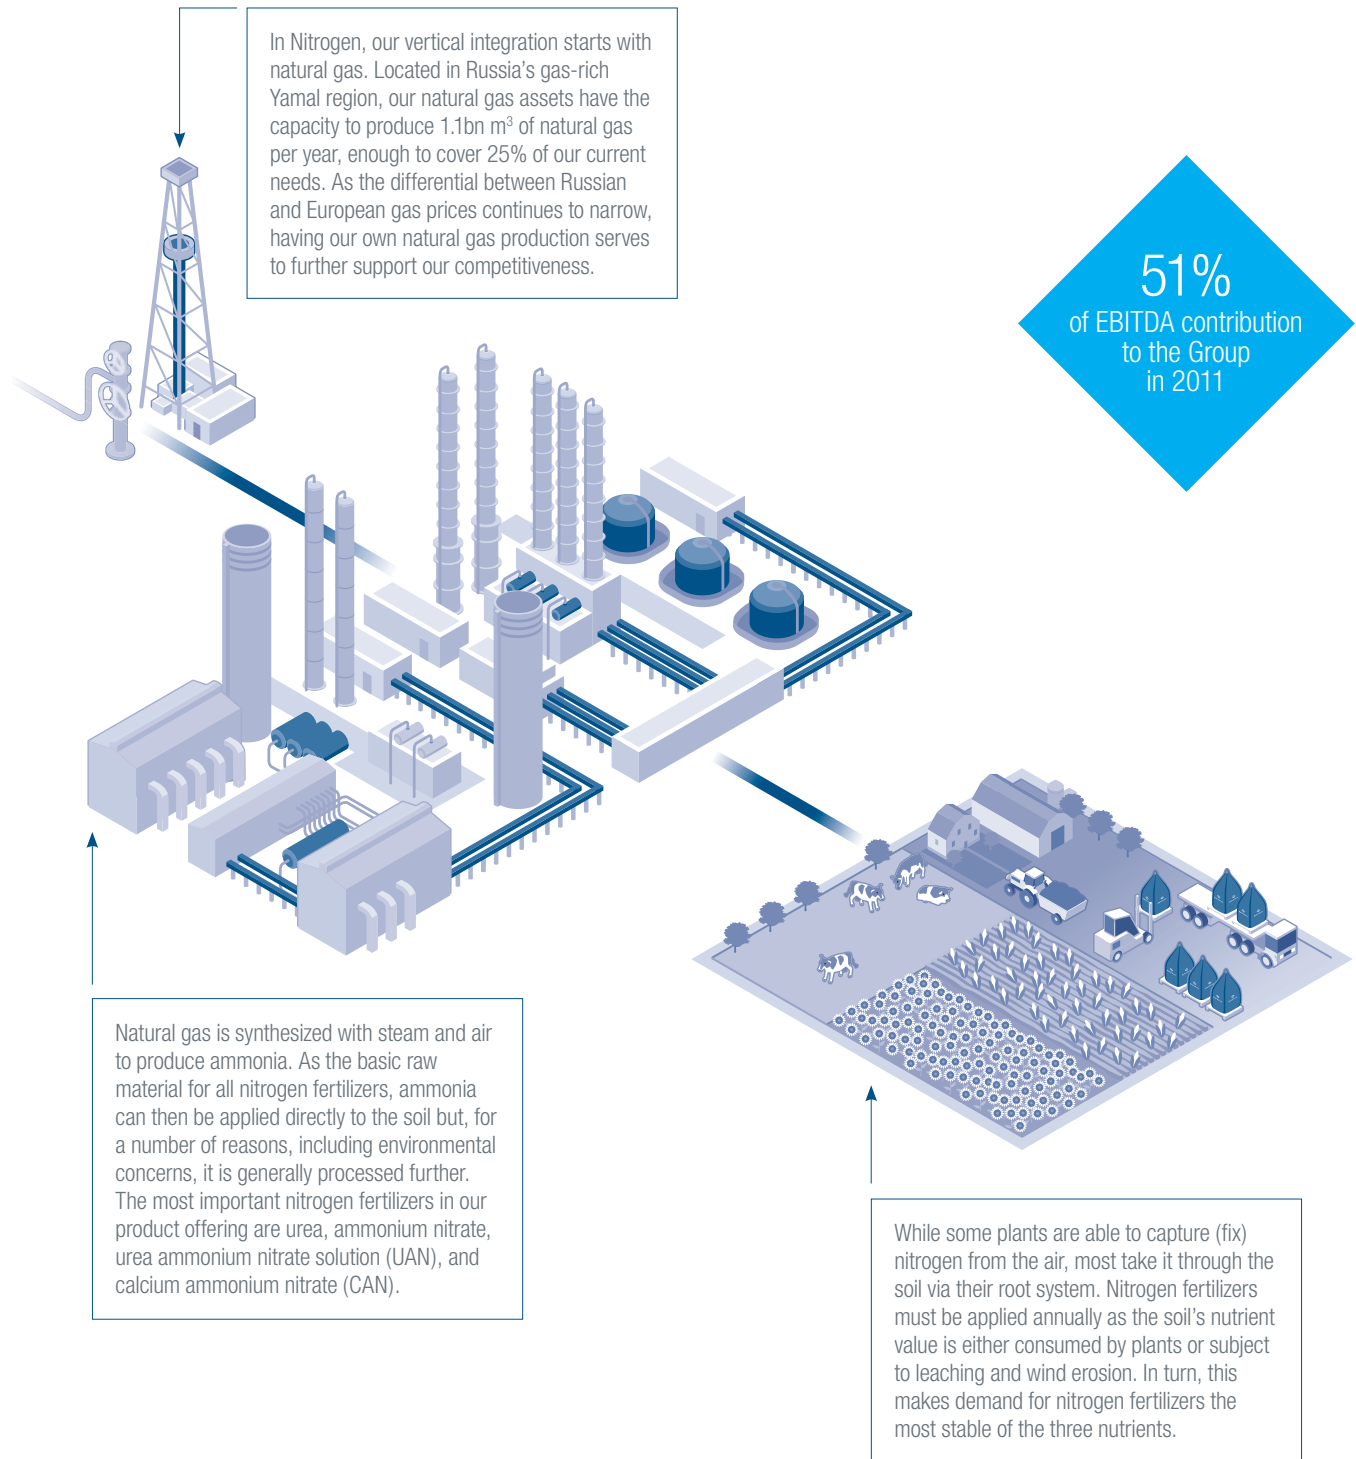 In Nitrogen, our vertical integration starts with
natural gas. Located in Russia’s gas-rich
Yamal region, our natural gas assets have the
capacity to produce 1.1bn m³ of natural gas
per year, enough to cover 25% of our current
needs. As the differential between Russian
and European gas prices continues to narrow,
having our own natural gas production serves
to further support our competitiveness.
51%
of EBITDA contribution
to the Group
in 2011
Natural gas is synthesized with steam and air
to produce ammonia. As the basic raw
material for all nitrogen fertilizers, ammonia
can then be applied directly to the soil but, for
a number of reasons, including environmental
concerns, it is generally processed further.
The most important nitrogen fertilizers in our
product offering are urea, ammonium nitrate,
urea ammonium nitrate solution (UAN), and
calcium ammonium nitrate (CAN).
While some plants are able to capture (fix)
nitrogen from the air, most take it through the
soil via their root system. Nitrogen fertilizers
must be applied annually as the soil’s nutrient
value is either consumed by plants or subject
to leaching and wind erosion. In turn, this
makes demand for nitrogen fertilizers the
most stable of the three nutrients.